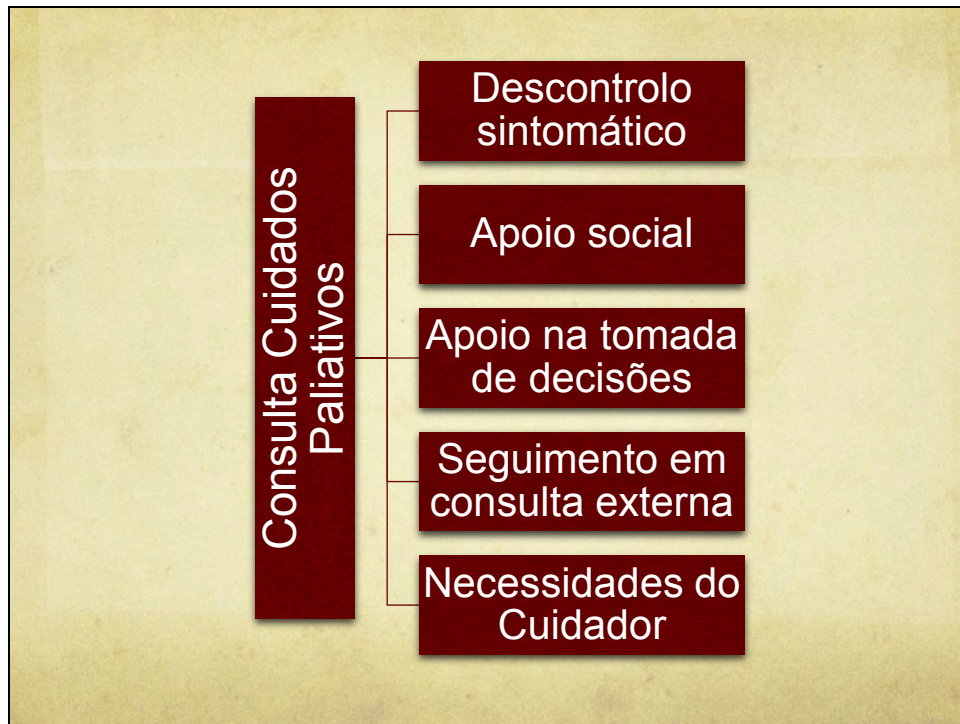 Consulta Cuidados
Paliativos
Descontrolo
sintomático
Apoio social
Apoio na tomada
de decisões
Seguimento em
consulta externa
Necessidades do
Cuidador